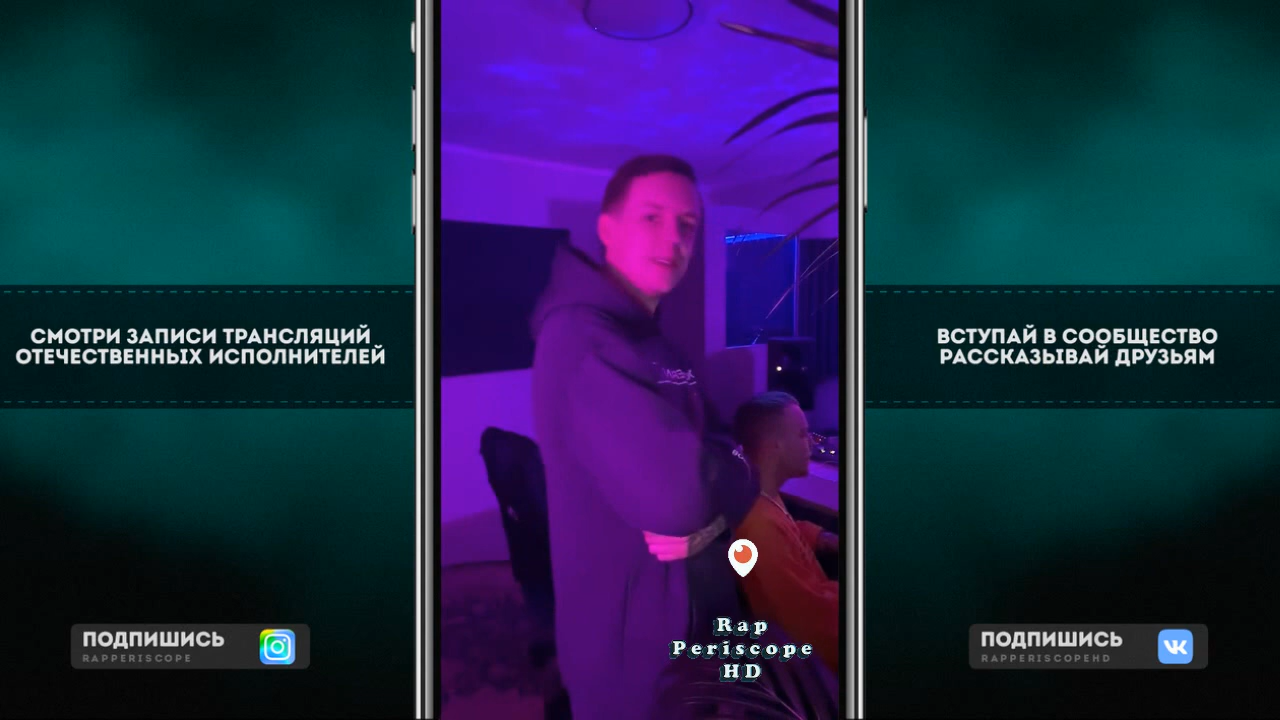 СМОТРИ ЗАПИСИ ТРАНСЛЯЦИЙ
ОТЕЧЕСТВЕННЫХ ИСПОЛНИТЕЛЕЙ
ВСТУПАЙ В СООБЩЕСТВО
РАССКАЗЫВАЙ ДРУЗЬЯМ
Rap
Periscope
HD
ПОДПИШИСЬ
RAPPERISCOPE
ПОДПИШИСЬ
RAPPERISCOPEHD